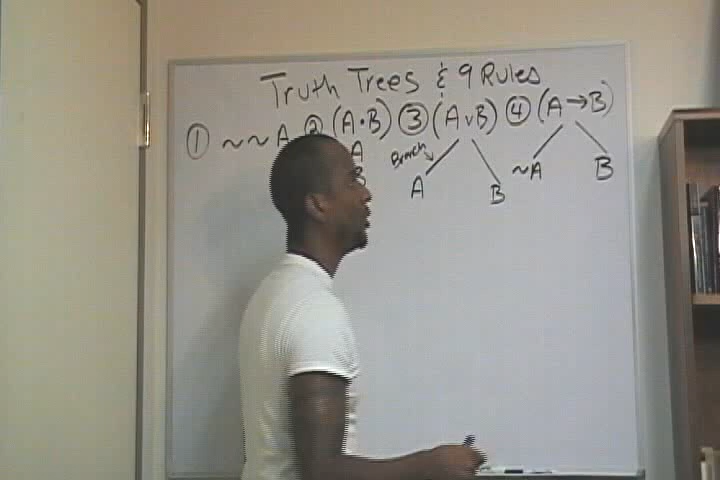 Truth Trees & 9 Rules
① ~~A ② (A•B) ③ (A∨B) ④ (A→B)
A
Branch
B
A B ~A B